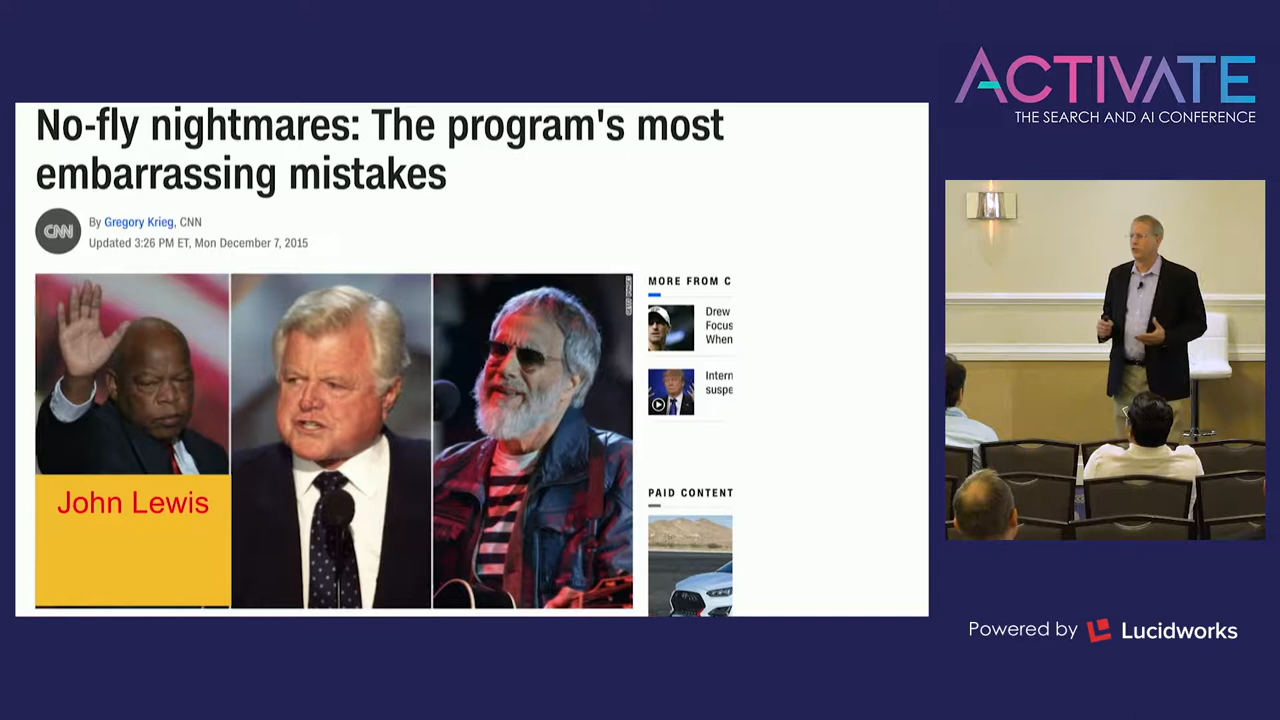 No-fly nightmares: The program's most
embarrassing mistakes
CNN
By Gregory Krieg, CNN
Updated 3:26 PM ET, Mon December 7, 2015
GETTY IMAGES
John Lewis
MORE FROM C
Drew
Focus
When
Intern
suspe
PAID CONTENT
ACTIVATE
THE SEARCH AND AI CONFERENCE
Powered by Lucidworks